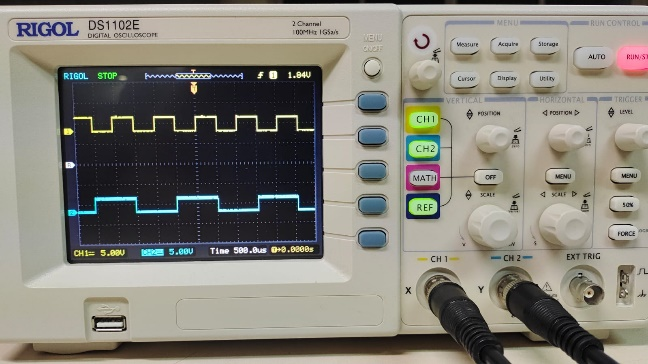 RIGOL DS1102E
DIGITAL OSCILLOSCOPE
2 Channel
100MHz 1GSa/s
MENU
ON/OFF
RIGOL STOP
1.84V
CH1= 5.00V CH2= 5.00V Time 500.0us +0.0000s
MENU
RUN CONTROL
Measure Acquire Storage
AUTO RUN/ST
Cursor Display Utility
VERTICAL HORIZONTAL TRIGGER
CH1 POSITION POSITION LEVEL
CH2
MATH OFF MENU MENU
REF SCALE SCALE 50%
FORCE
CH 1 CH 2 EXT TRIG
X Y